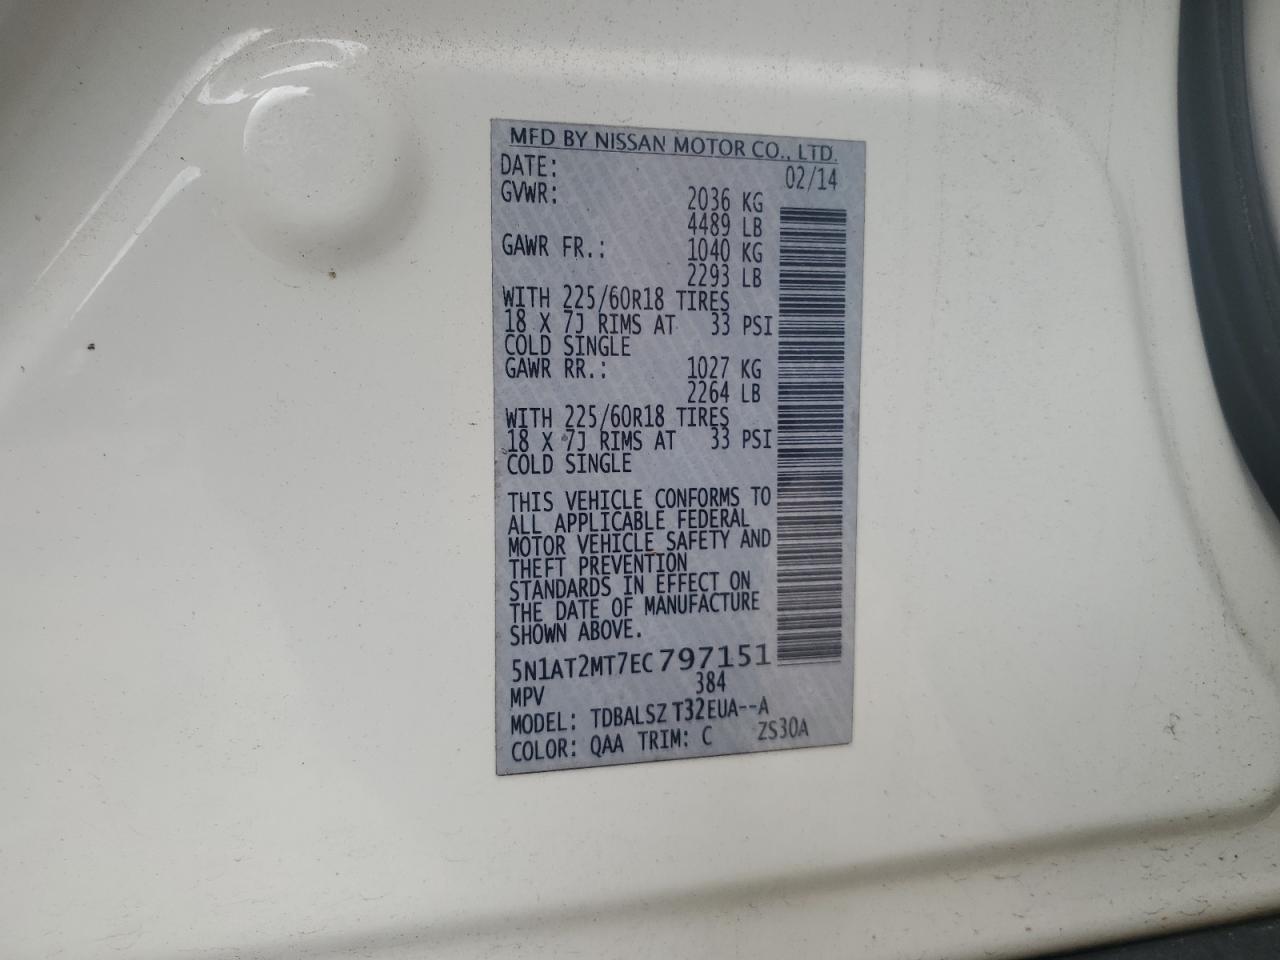 MFD BY NISSAN MOTOR CO., LTD.
DATE: 02/14
GVWR: 2036 KG
4489 LB
GAWR FR.: 1040 KG
2293 LB
WITH 225/60R18 TIRES
18 X 7J RIMS AT 33 PSI
COLD SINGLE
GAWR RR.: 1027 KG
2264 LB
WITH 225/60R18 TIRES
18 X 7J RIMS AT 33 PSI
COLD SINGLE
THIS VEHICLE CONFORMS TO
ALL APPLICABLE FEDERAL
MOTOR VEHICLE SAFETY AND
THEFT PREVENTION
STANDARDS IN EFFECT ON
THE DATE OF MANUFACTURE
SHOWN ABOVE.
5N1AT2MT7EC797151
MPV 384
MODEL: TDBALSZ T32EUA--A
COLOR: QAA TRIM: C ZS30A